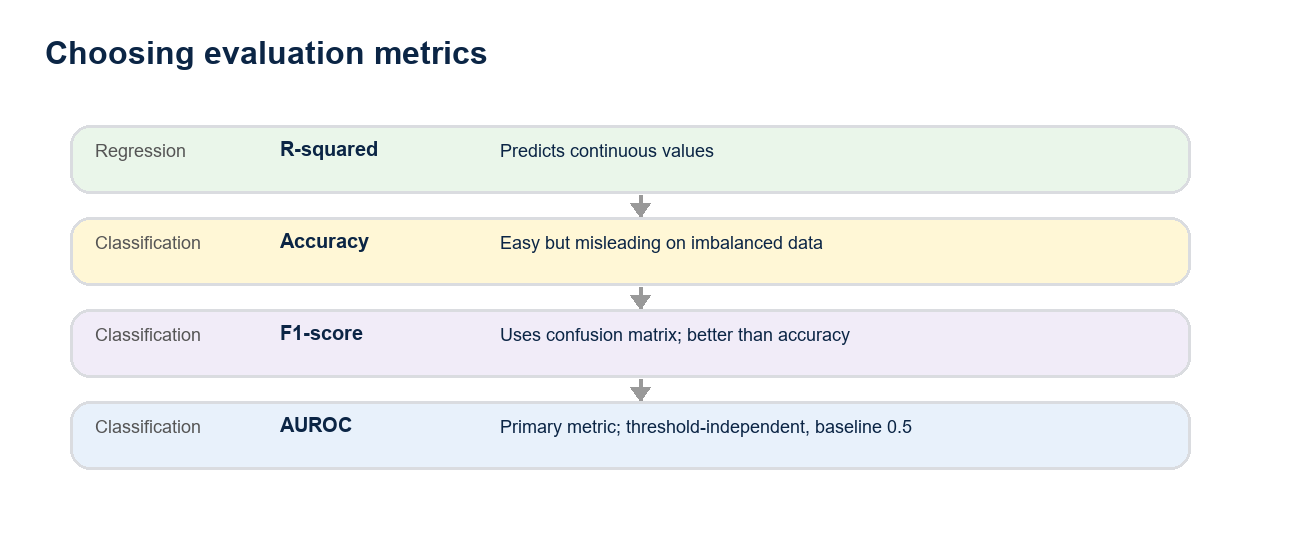 Choosing evaluation metrics
Regression R-squared Predicts continuous values
Classification Accuracy Easy but misleading on imbalanced data
Classification F1-score Uses confusion matrix; better than accuracy
Classification AUROC Primary metric; threshold-independent, baseline 0.5